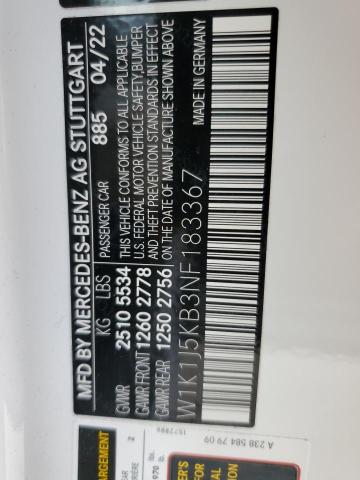 MFD BY MERCEDES-BENZ AG STUTTGART
KG LBS PASSENGER CAR 885 04/22
GVWR 2510 5534 THIS VEHICLE CONFORMS TO ALL APPLICABLE
GAWR FRONT 1260 2778 U.S. FEDERAL MOTOR VEHICLE SAFETY,BUMPER
GAWR REAR 1250 2756 AND THEFT PREVENTION STANDARDS IN EFFECT
ON THE DATE OF MANUFACTURE SHOWN ABOVE
W1K1J5KB3NF183367 MADE IN GERMANY
A 238 584 79 09
ARGEMENT